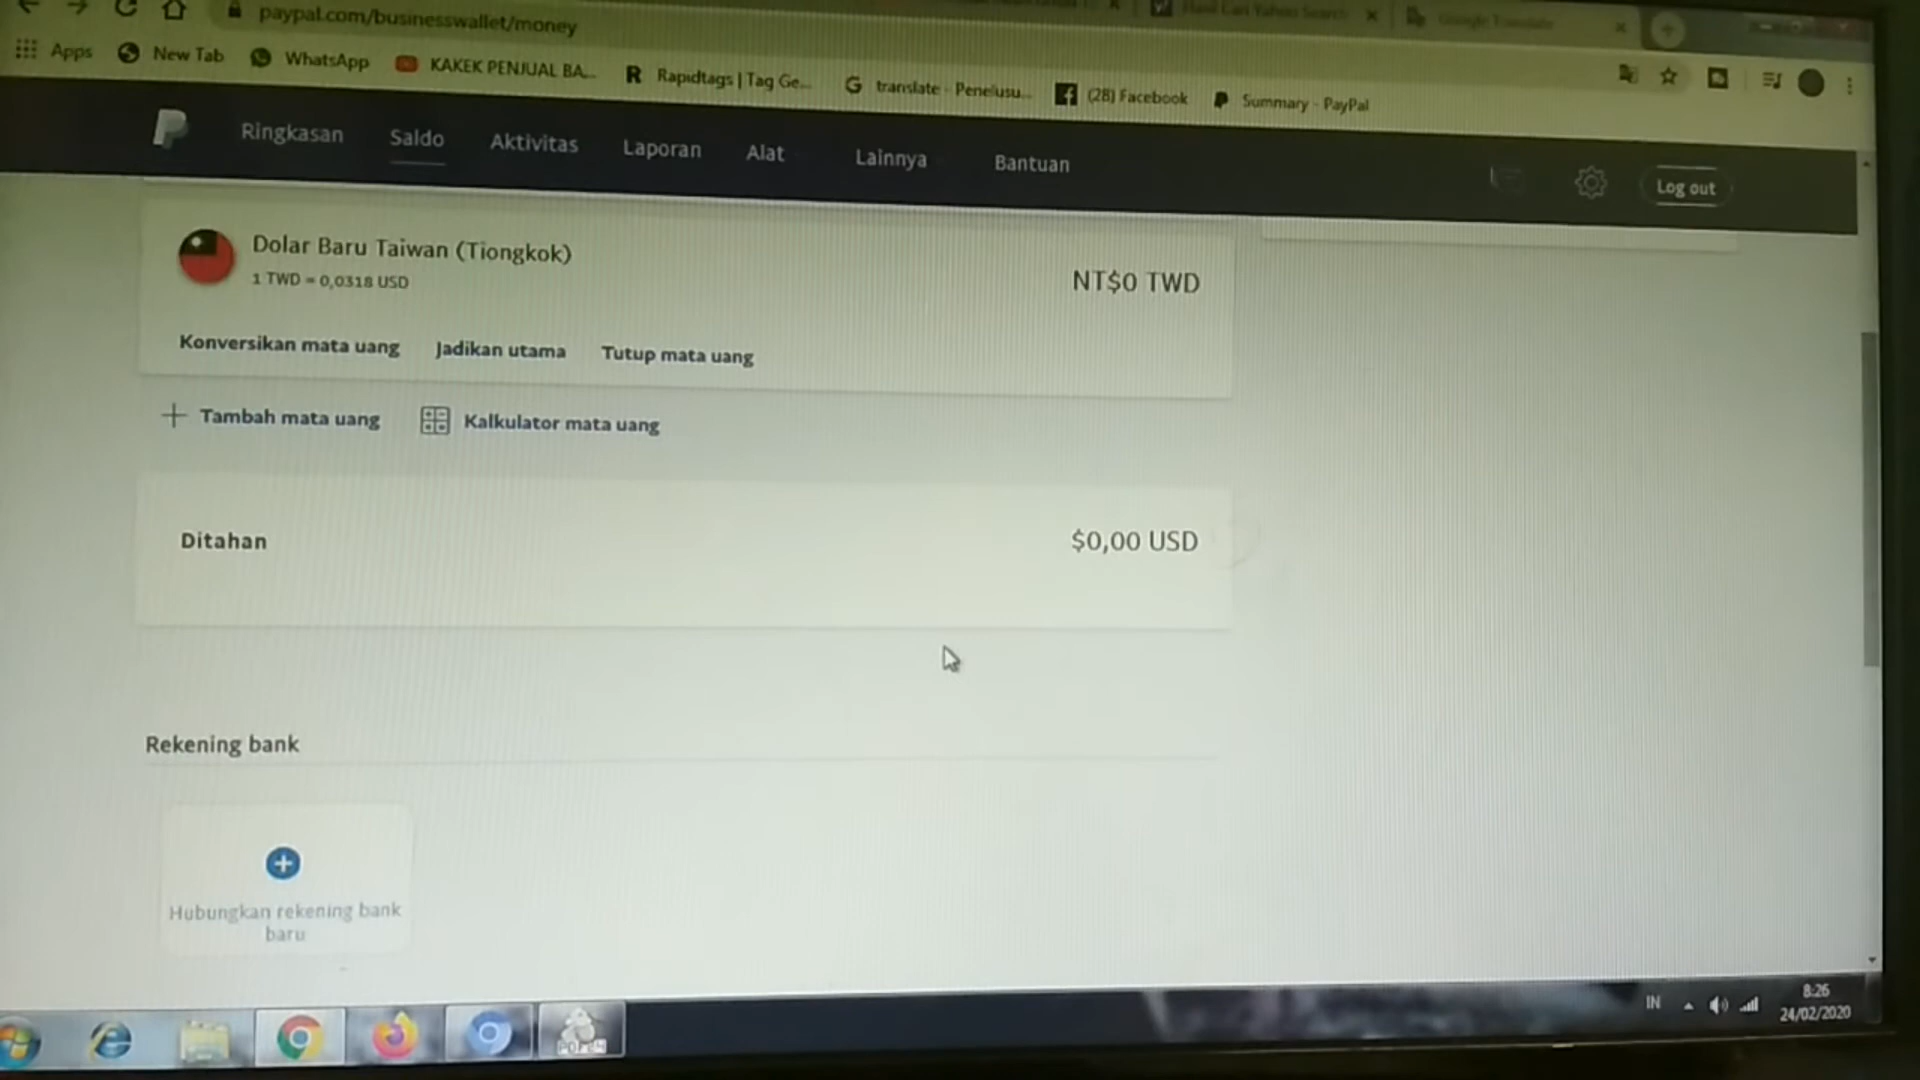 paypal.com/businesswallet/money
Apps New Tab WhatsApp KAKEK PENJUAL BA... Rapidtags | Tag Ge... translate - Penelusu... (28) Facebook Summary - PayPal
Ringkasan Saldo Aktivitas Laporan Alat Lainnya Bantuan Log out
Dolar Baru Taiwan (Tiongkok)
1 TWD = 0,0318 USD
NT$0 TWD
Konversikan mata uang Jadikan utama Tutup mata uang
Tambah mata uang Kalkulator mata uang
Ditahan $0,00 USD
Rekening bank
Hubungkan rekening bank
baru
IN 8:26
24/02/2020